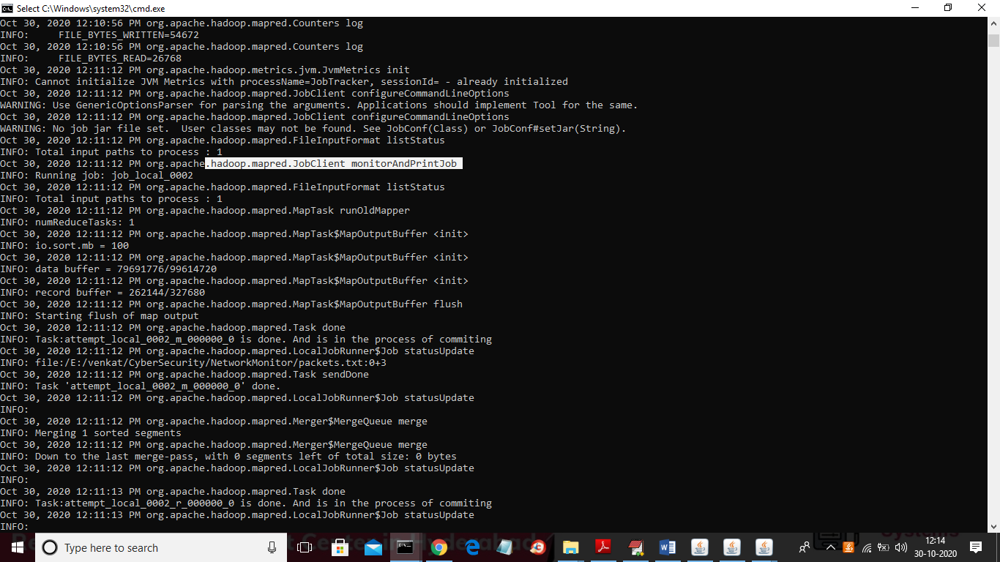 Select C:\Windows\system32\cmd.exe
Oct 30, 2020 12:10:56 PM org.apache.hadoop.mapred.Counters log
INFO:     FILE_BYTES_WRITTEN=54672
Oct 30, 2020 12:10:56 PM org.apache.hadoop.mapred.Counters log
INFO:     FILE_BYTES_READ=26768
Oct 30, 2020 12:11:12 PM org.apache.hadoop.metrics.jvm.JvmMetrics init
INFO: Cannot initialize JVM Metrics with processName=JobTracker, sessionId= - already initialized
Oct 30, 2020 12:11:12 PM org.apache.hadoop.mapred.JobClient configureCommandLineOptions
WARNING: Use GenericOptionsParser for parsing the arguments. Applications should implement Tool for the same.
Oct 30, 2020 12:11:12 PM org.apache.hadoop.mapred.JobClient configureCommandLineOptions
WARNING: No job jar file set.  User classes may not be found. See JobConf(Class) or JobConf#setJar(String).
Oct 30, 2020 12:11:12 PM org.apache.hadoop.mapred.FileInputFormat listStatus
INFO: Total input paths to process : 1
Oct 30, 2020 12:11:12 PM org.apache.hadoop.mapred.JobClient monitorAndPrintJob
INFO: Running job: job_local_0002
Oct 30, 2020 12:11:12 PM org.apache.hadoop.mapred.FileInputFormat listStatus
INFO: Total input paths to process : 1
Oct 30, 2020 12:11:12 PM org.apache.hadoop.mapred.MapTask runOldMapper
INFO: numReduceTasks: 1
Oct 30, 2020 12:11:12 PM org.apache.hadoop.mapred.MapTask$MapOutputBuffer <init>
INFO: io.sort.mb = 100
Oct 30, 2020 12:11:12 PM org.apache.hadoop.mapred.MapTask$MapOutputBuffer <init>
INFO: data buffer = 79691776/99614720
Oct 30, 2020 12:11:12 PM org.apache.hadoop.mapred.MapTask$MapOutputBuffer <init>
INFO: record buffer = 262144/327680
Oct 30, 2020 12:11:12 PM org.apache.hadoop.mapred.MapTask$MapOutputBuffer flush
INFO: Starting flush of map output
Oct 30, 2020 12:11:12 PM org.apache.hadoop.mapred.Task done
INFO: Task:attempt_local_0002_m_000000_0 is done. And is in the process of commiting
Oct 30, 2020 12:11:12 PM org.apache.hadoop.mapred.LocalJobRunner$Job statusUpdate
INFO: file:/E:/venkat/CyberSecurity/NetworkMonitor/packets.txt:0+3
Oct 30, 2020 12:11:12 PM org.apache.hadoop.mapred.Task sendDone
INFO: Task 'attempt_local_0002_m_000000_0' done.
Oct 30, 2020 12:11:12 PM org.apache.hadoop.mapred.LocalJobRunner$Job statusUpdate
INFO:
Oct 30, 2020 12:11:12 PM org.apache.hadoop.mapred.Merger$MergeQueue merge
INFO: Merging 1 sorted segments
Oct 30, 2020 12:11:12 PM org.apache.hadoop.mapred.Merger$MergeQueue merge
INFO: Down to the last merge-pass, with 0 segments left of total size: 0 bytes
Oct 30, 2020 12:11:12 PM org.apache.hadoop.mapred.LocalJobRunner$Job statusUpdate
INFO:
Oct 30, 2020 12:11:13 PM org.apache.hadoop.mapred.Task done
INFO: Task:attempt_local_0002_r_000000_0 is done. And is in the process of commiting
Oct 30, 2020 12:11:13 PM org.apache.hadoop.mapred.LocalJobRunner$Job statusUpdate
INFO:
Type here to search
12:14
30-10-2020